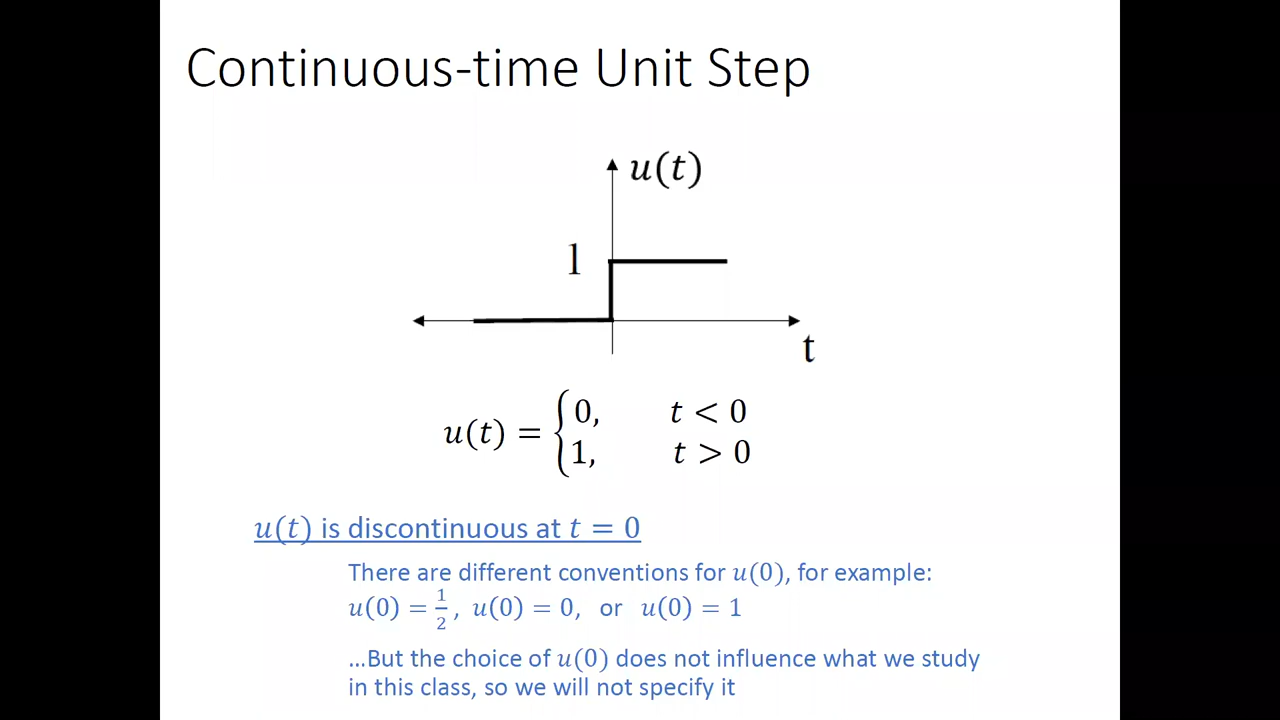 Continuous-time Unit Step
u(t)
1
t
u(t) = {0, t < 0
1, t > 0
u(t) is discontinuous at t = 0
There are different conventions for u(0), for example:
u(0) = 1/2, u(0) = 0, or u(0) = 1
...But the choice of u(0) does not influence what we study
in this class, so we will not specify it